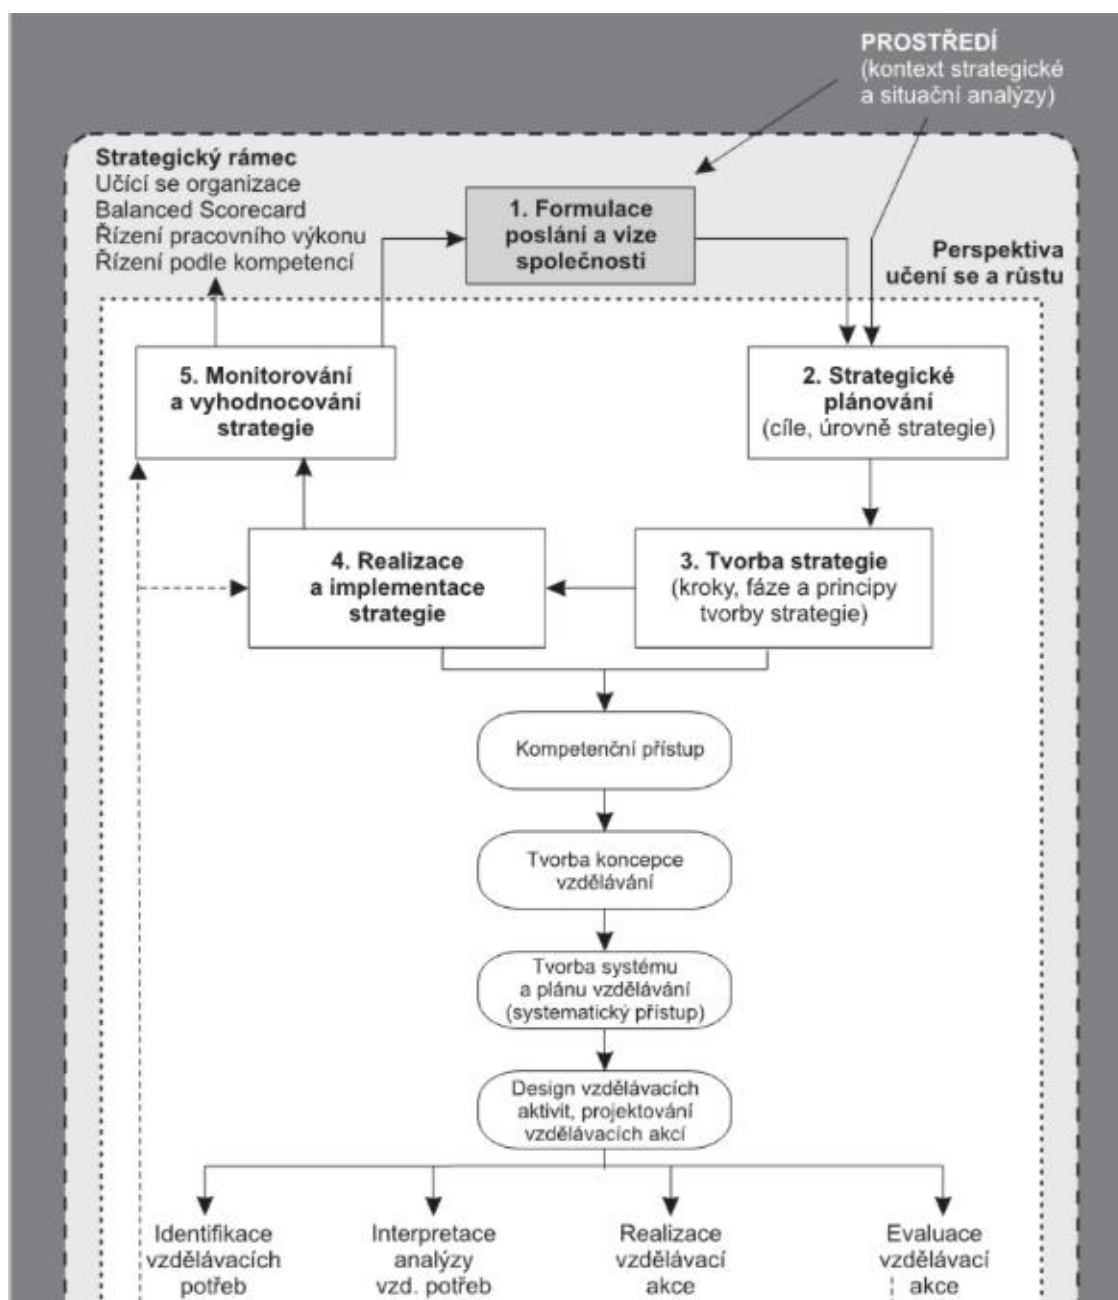 PROSTŘEDÍ
(kontext strategické
a situační analýzy)
Strategický rámec
Učící se organizace
Balanced Scorecard
Řízení pracovního výkonu
Řízení podle kompetencí
1. Formulace
poslání a vize
společnosti
Perspektiva
učení se a růstu
5. Monitorování
a vyhodnocování
strategie
2. Strategické
plánování
(cíle, úrovně strategie)
4. Realizace
a implementace
strategie
3. Tvorba strategie
(kroky, fáze a principy
tvorby strategie)
Kompetenční přístup
Tvorba koncepce
vzdělávání
Tvorba systému
a plánu vzdělávání
(systematický přístup)
Design vzdělávacích
aktivit, projektování
vzdělávacích akcí
Identifikace
vzdělávacích
potřeb
Interpretace
analýzy
vzd. potřeb
Realizace
vzdělávací
akce
Evaluace
vzdělávací
akce